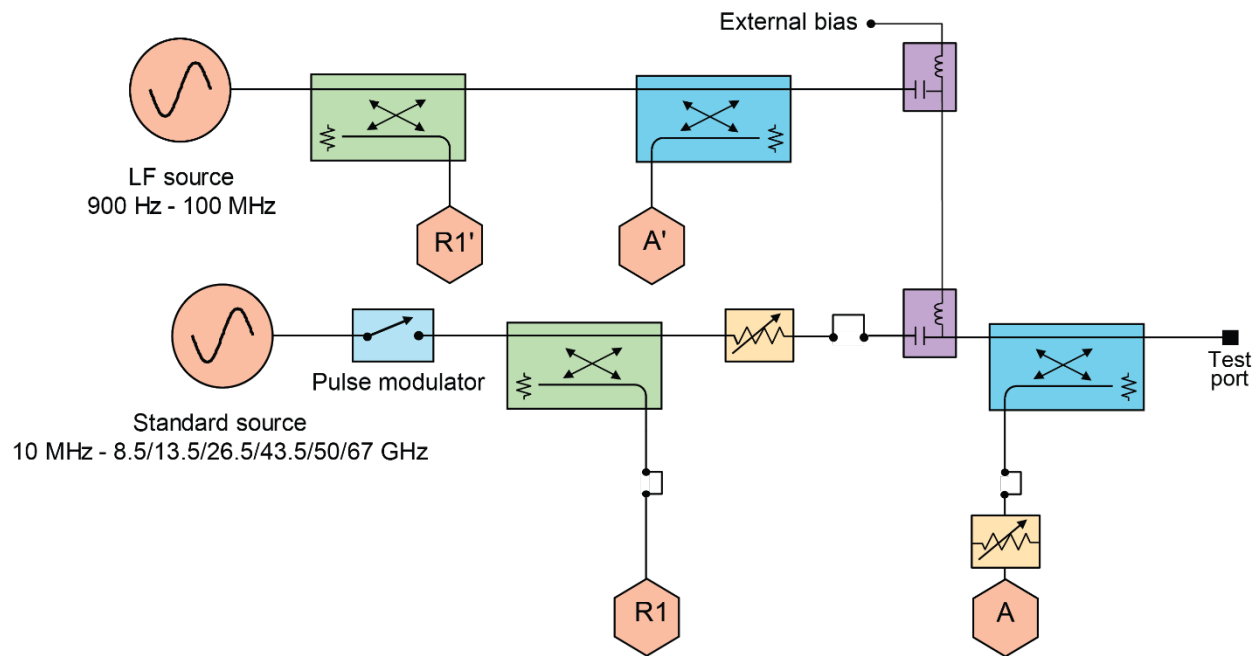 External bias
LF source
900 Hz - 100 MHz
R1'
A'
Pulse modulator
Test
port
Standard source
10 MHz - 8.5/13.5/26.5/43.5/50/67 GHz
R1
A